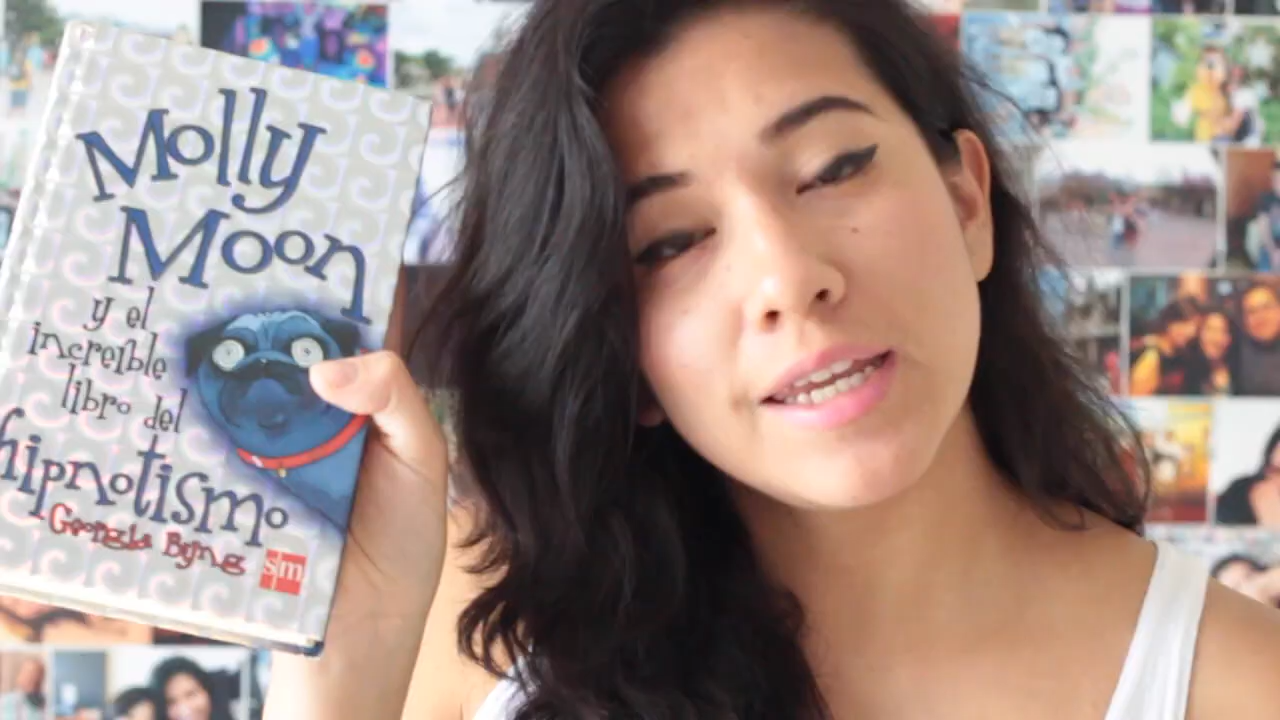 Molly
Moon
y el
increíble
libro del
hipnotismo
Georgia Byng
sm